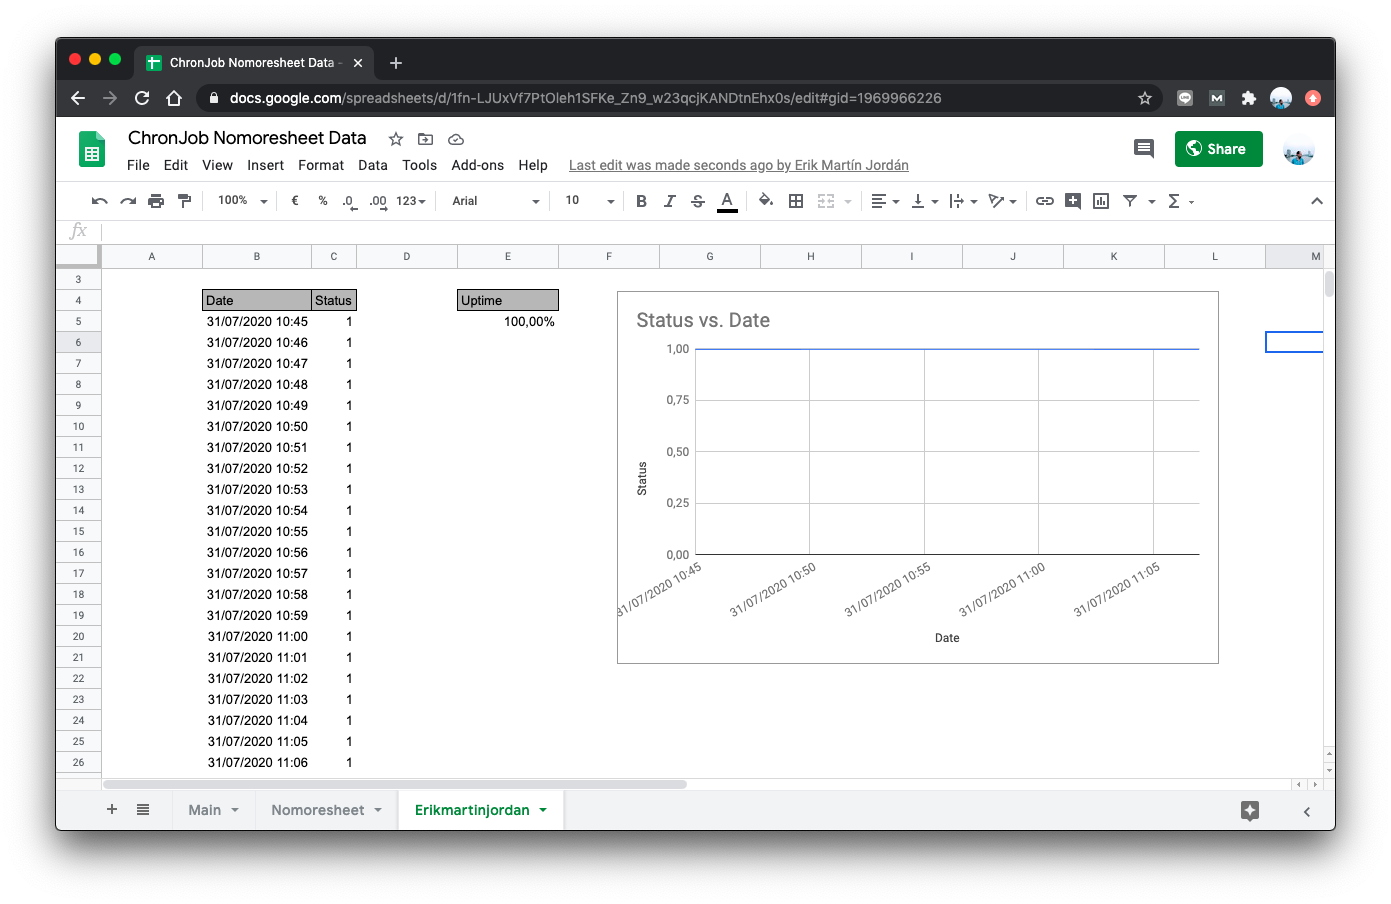 ChronJob Nomoresheet Data -
docs.google.com/spreadsheets/d/1fn-LJUxVf7PtOleh1SFKe_Zn9_w23qcjKANDtnEhx0s/edit#gid=1969966226
ChronJob Nomoresheet Data
File Edit View Insert Format Data Tools Add-ons Help Last edit was made seconds ago by Erik Martín Jordán
Share
100% € % .0 .00 123 Arial 10 B I S A
fx
A B C D E F G H I J K L M
3
4 Date Status Uptime
5 31/07/2020 10:45 1 100,00%
6 31/07/2020 10:46 1
7 31/07/2020 10:47 1
8 31/07/2020 10:48 1
9 31/07/2020 10:49 1
10 31/07/2020 10:50 1
11 31/07/2020 10:51 1
12 31/07/2020 10:52 1
13 31/07/2020 10:53 1
14 31/07/2020 10:54 1
15 31/07/2020 10:55 1
16 31/07/2020 10:56 1
17 31/07/2020 10:57 1
18 31/07/2020 10:58 1
19 31/07/2020 10:59 1
20 31/07/2020 11:00 1
21 31/07/2020 11:01 1
22 31/07/2020 11:02 1
23 31/07/2020 11:03 1
24 31/07/2020 11:04 1
25 31/07/2020 11:05 1
26 31/07/2020 11:06 1
Status vs. Date
1,00
0,75
0,50
0,25
0,00
Status
31/07/2020 10:45 31/07/2020 10:50 31/07/2020 10:55 31/07/2020 11:00 31/07/2020 11:05
Date
Main Nomoresheet Erikmartinjordan